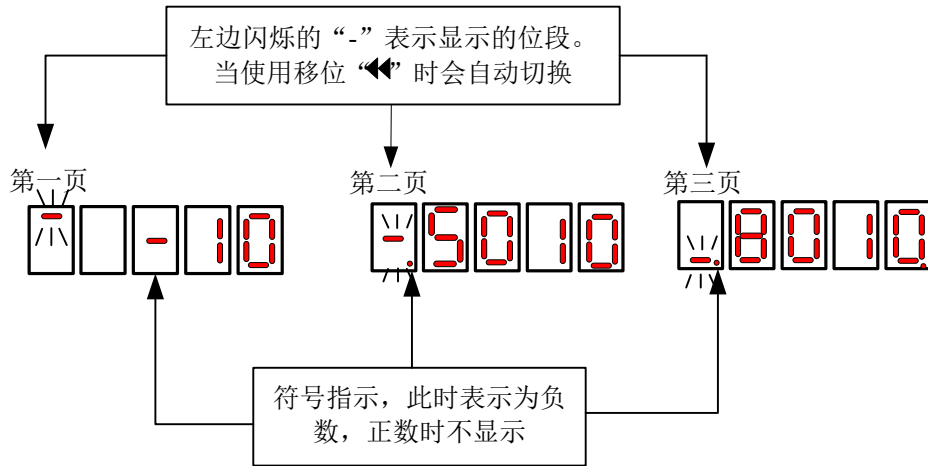 左边闪烁的“-”表示显示的位段。
当使用移位“◀◀”时会自动切换
第一页
第二页
第三页
- -10
-.5010
_.8010.
符号指示，此时表示为负
数，正数时不显示